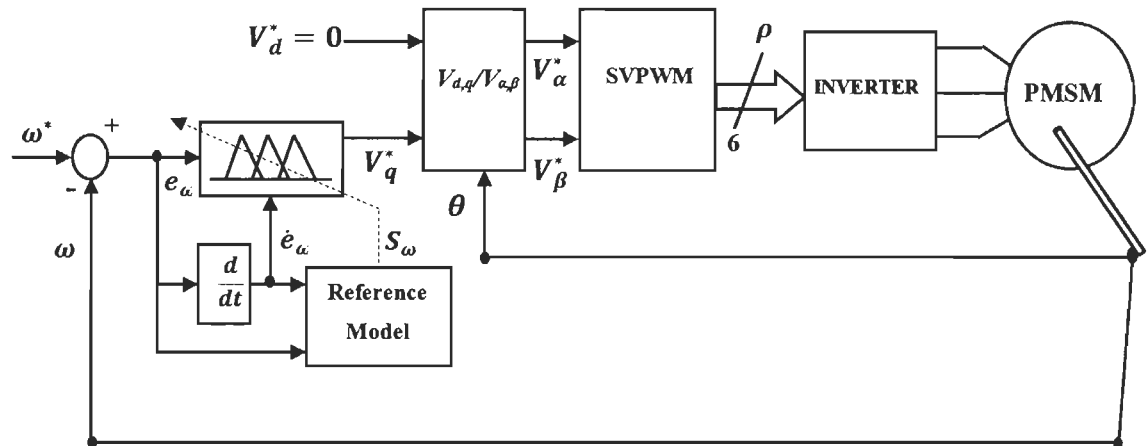 V*d = 0
Vd,q/Vα,β
V*α
SVPWM
ρ
6
INVERTER
PMSM
ω*
+
-
eω
V*q
V*β
θ
ω
ėω
Sω
d
dt
Reference
Model